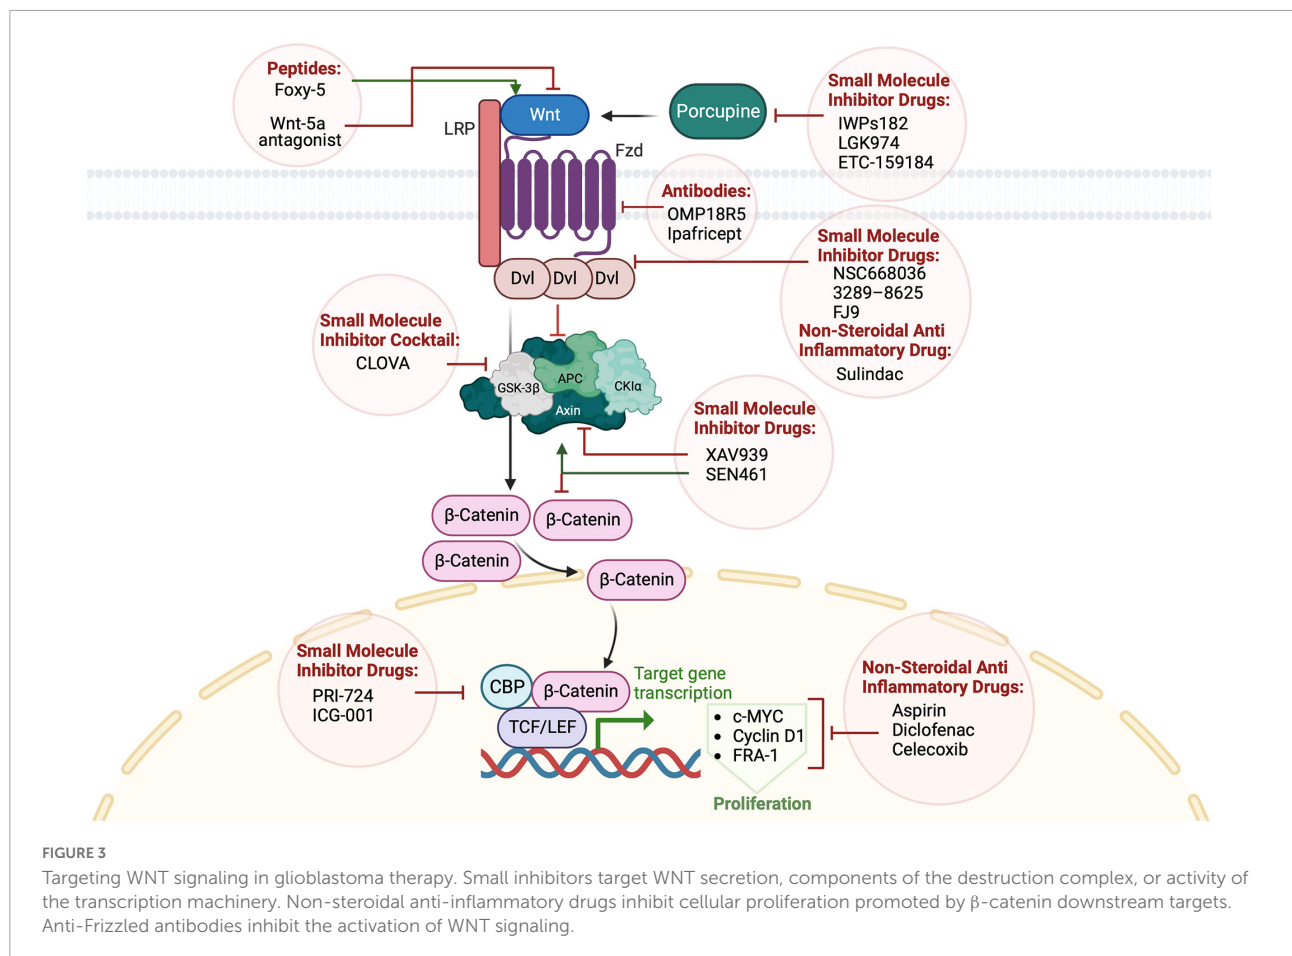 Peptides:
Foxy-5
Wnt-5a
antagonist
LRP
Wnt
Porcupine
Small Molecule
Inhibitor Drugs:
IWPs182
LGK974
ETC-159184
Fzd
Antibodies:
OMP18R5
Ipafricept
Dvl
Dvl
Dvl
Small Molecule
Inhibitor Drugs:
NSC668036
3289–8625
FJ9
Non-Steroidal Anti
Inflammatory Drug:
Sulindac
Small Molecule
Inhibitor Cocktail:
CLOVA
GSK-3β
APC
CKIα
Axin
Small Molecule
Inhibitor Drugs:
XAV939
SEN461
β-Catenin
β-Catenin
β-Catenin
β-Catenin
Small Molecule
Inhibitor Drugs:
PRI-724
ICG-001
CBP
β-Catenin
TCF/LEF
Target gene
transcription
• c-MYC
• Cyclin D1
• FRA-1
Proliferation
Non-Steroidal Anti
Inflammatory Drugs:
Aspirin
Diclofenac
Celecoxib
FIGURE 3
Targeting WNT signaling in glioblastoma therapy. Small inhibitors target WNT secretion, components of the destruction complex, or activity of
the transcription machinery. Non-steroidal anti-inflammatory drugs inhibit cellular proliferation promoted by β-catenin downstream targets.
Anti-Frizzled antibodies inhibit the activation of WNT signaling.